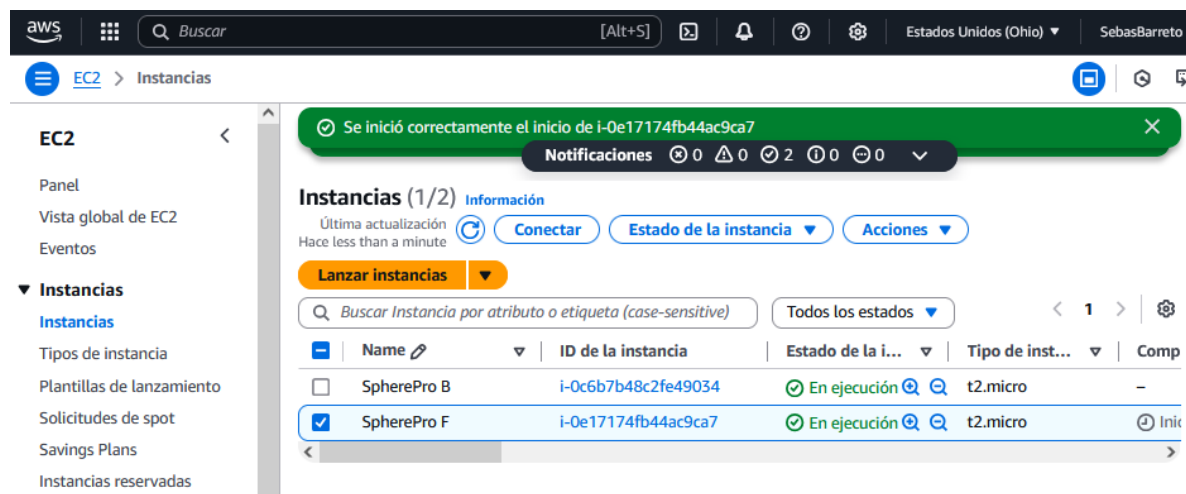 aws Buscar [Alt+S] Estados Unidos (Ohio) SebasBarreto
EC2 > Instancias
EC2
Panel
Vista global de EC2
Eventos
Instancias
Instancias
Tipos de instancia
Plantillas de lanzamiento
Solicitudes de spot
Savings Plans
Instancias reservadas
Se inició correctamente el inicio de i-0e17174fb44ac9ca7
Notificaciones 0 0 2 0 0
Instancias (1/2) Información
Última actualización
Hace less than a minute
Conectar Estado de la instancia Acciones
Lanzar instancias
Buscar Instancia por atributo o etiqueta (case-sensitive) Todos los estados 1
Name ID de la instancia Estado de la i... Tipo de inst... Comp
SpherePro B i-0c6b7b48c2fe49034 En ejecución t2.micro –
SpherePro F i-0e17174fb44ac9ca7 En ejecución t2.micro Inic